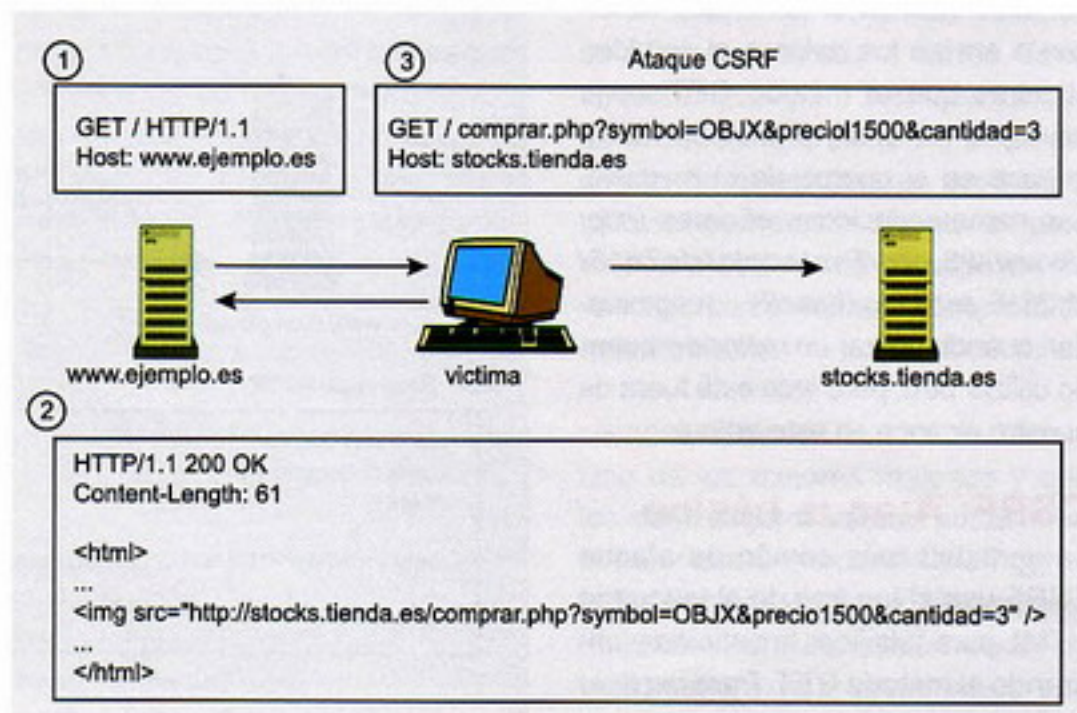 1
GET / HTTP/1.1
Host: www.ejemplo.es
3
Ataque CSRF
GET / comprar.php?symbol=OBJX&preciol1500&cantidad=3
Host: stocks.tienda.es
www.ejemplo.es
victima
stocks.tienda.es
2
HTTP/1.1 200 OK
Content-Length: 61
<html>
...
<img src="http://stocks.tienda.es/comprar.php?symbol=OBJX&precio1500&cantidad=3" />
...
</html>